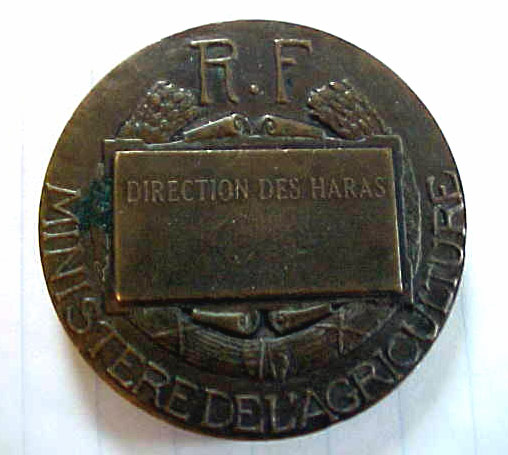 R.F
DIRECTION DES HARAS
MINISTERE DE L'AGRICULTURE